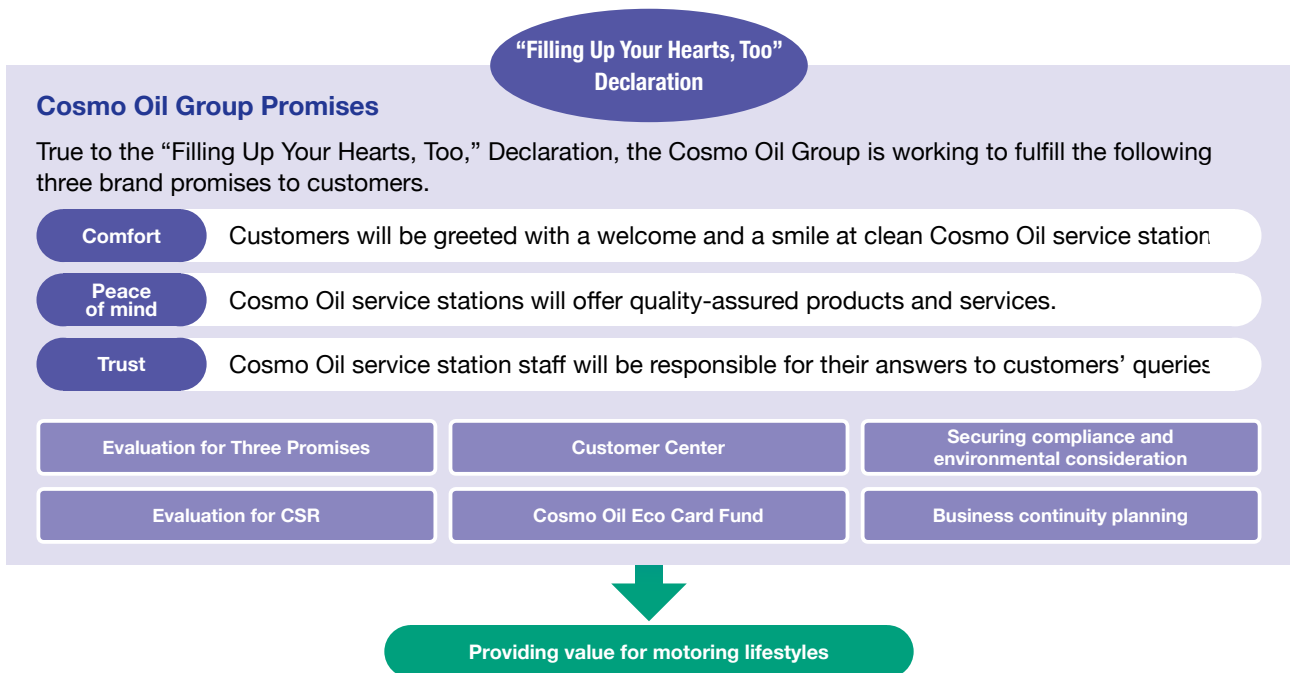 “Filling Up Your Hearts, Too”
Declaration
Cosmo Oil Group Promises
True to the “Filling Up Your Hearts, Too,” Declaration, the Cosmo Oil Group is working to fulfill the following
three brand promises to customers.
Comfort
Customers will be greeted with a welcome and a smile at clean Cosmo Oil service station
Peace
of mind
Cosmo Oil service stations will offer quality-assured products and services.
Trust
Cosmo Oil service station staff will be responsible for their answers to customers’ queries
Evaluation for Three Promises
Customer Center
Securing compliance and
environmental consideration
Evaluation for CSR
Cosmo Oil Eco Card Fund
Business continuity planning
Providing value for motoring lifestyles